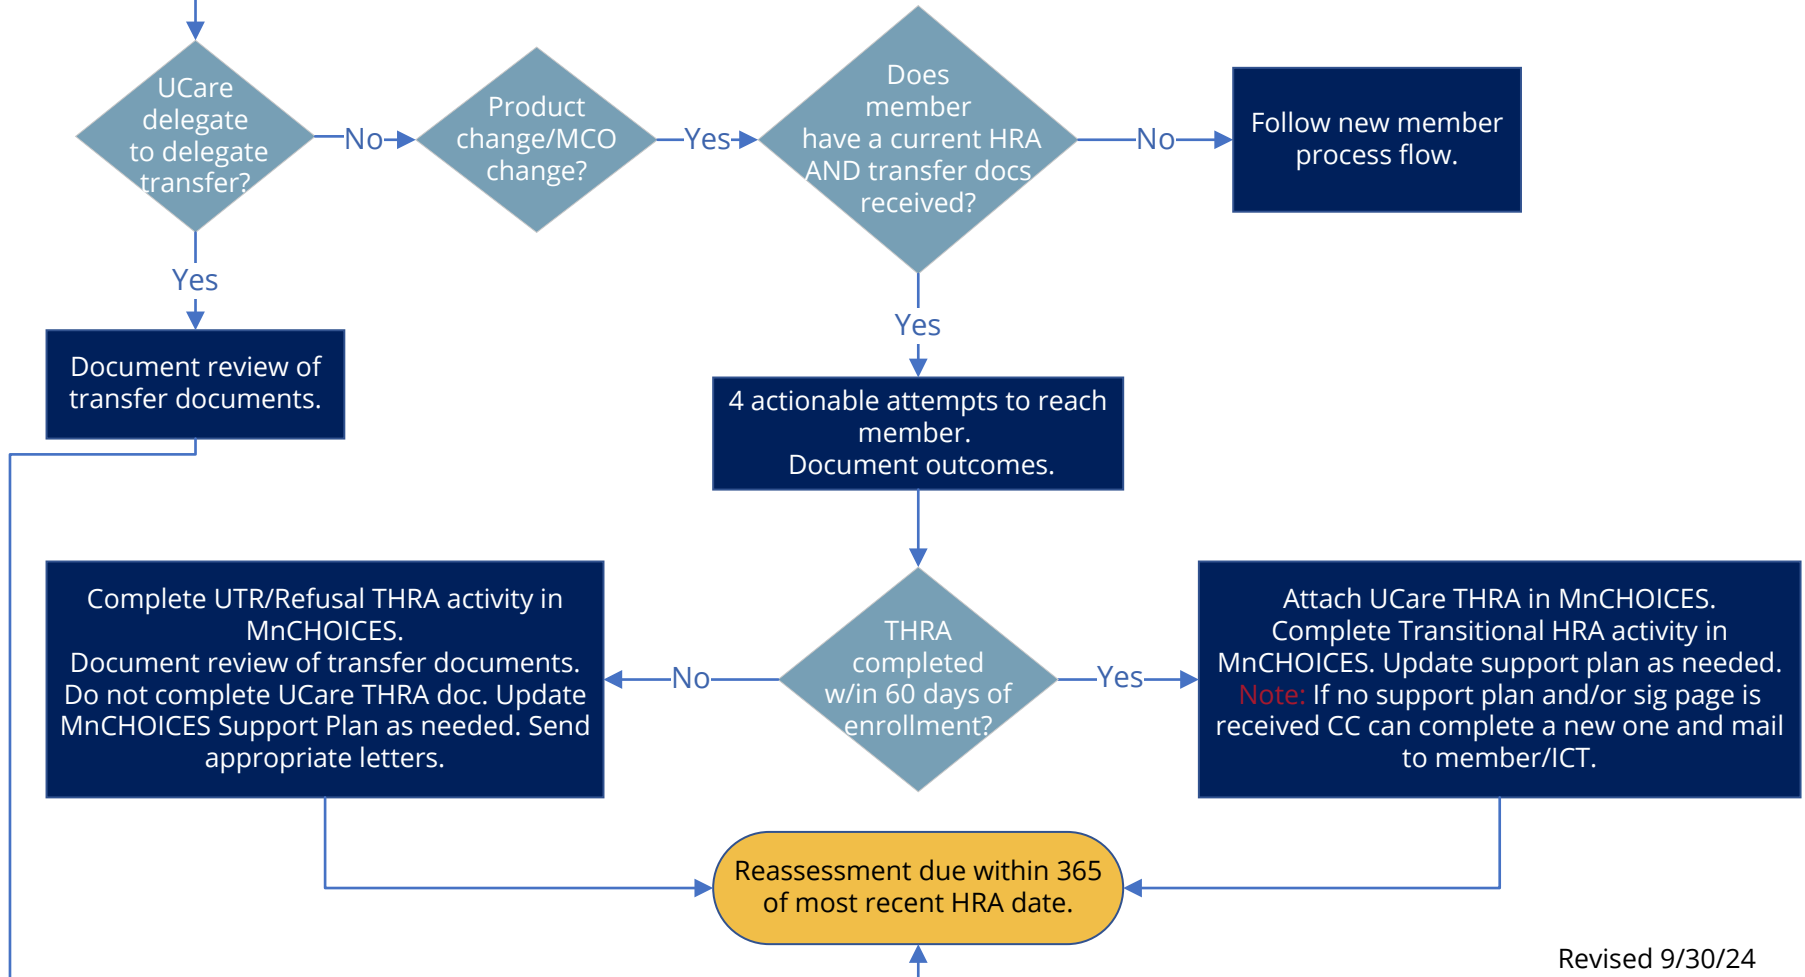 UCare
delegate
to delegate
transfer?
No
Product
change/MCO
change?
Yes
Does
member
have a current HRA
AND transfer docs
received?
No
Follow new member
process flow.
Yes
Document review of
transfer documents.
Yes
4 actionable attempts to reach
member.
Document outcomes.
Complete UTR/Refusal THRA activity in
MnCHOICES.
Document review of transfer documents.
Do not complete UCare THRA doc. Update
MnCHOICES Support Plan as needed. Send
appropriate letters.
No
THRA
completed
w/in 60 days of
enrollment?
Yes
Attach UCare THRA in MnCHOICES.
Complete Transitional HRA activity in
MnCHOICES. Update support plan as needed.
Note: If no support plan and/or sig page is
received CC can complete a new one and mail
to member/ICT.
Reassessment due within 365
of most recent HRA date.
Revised 9/30/24